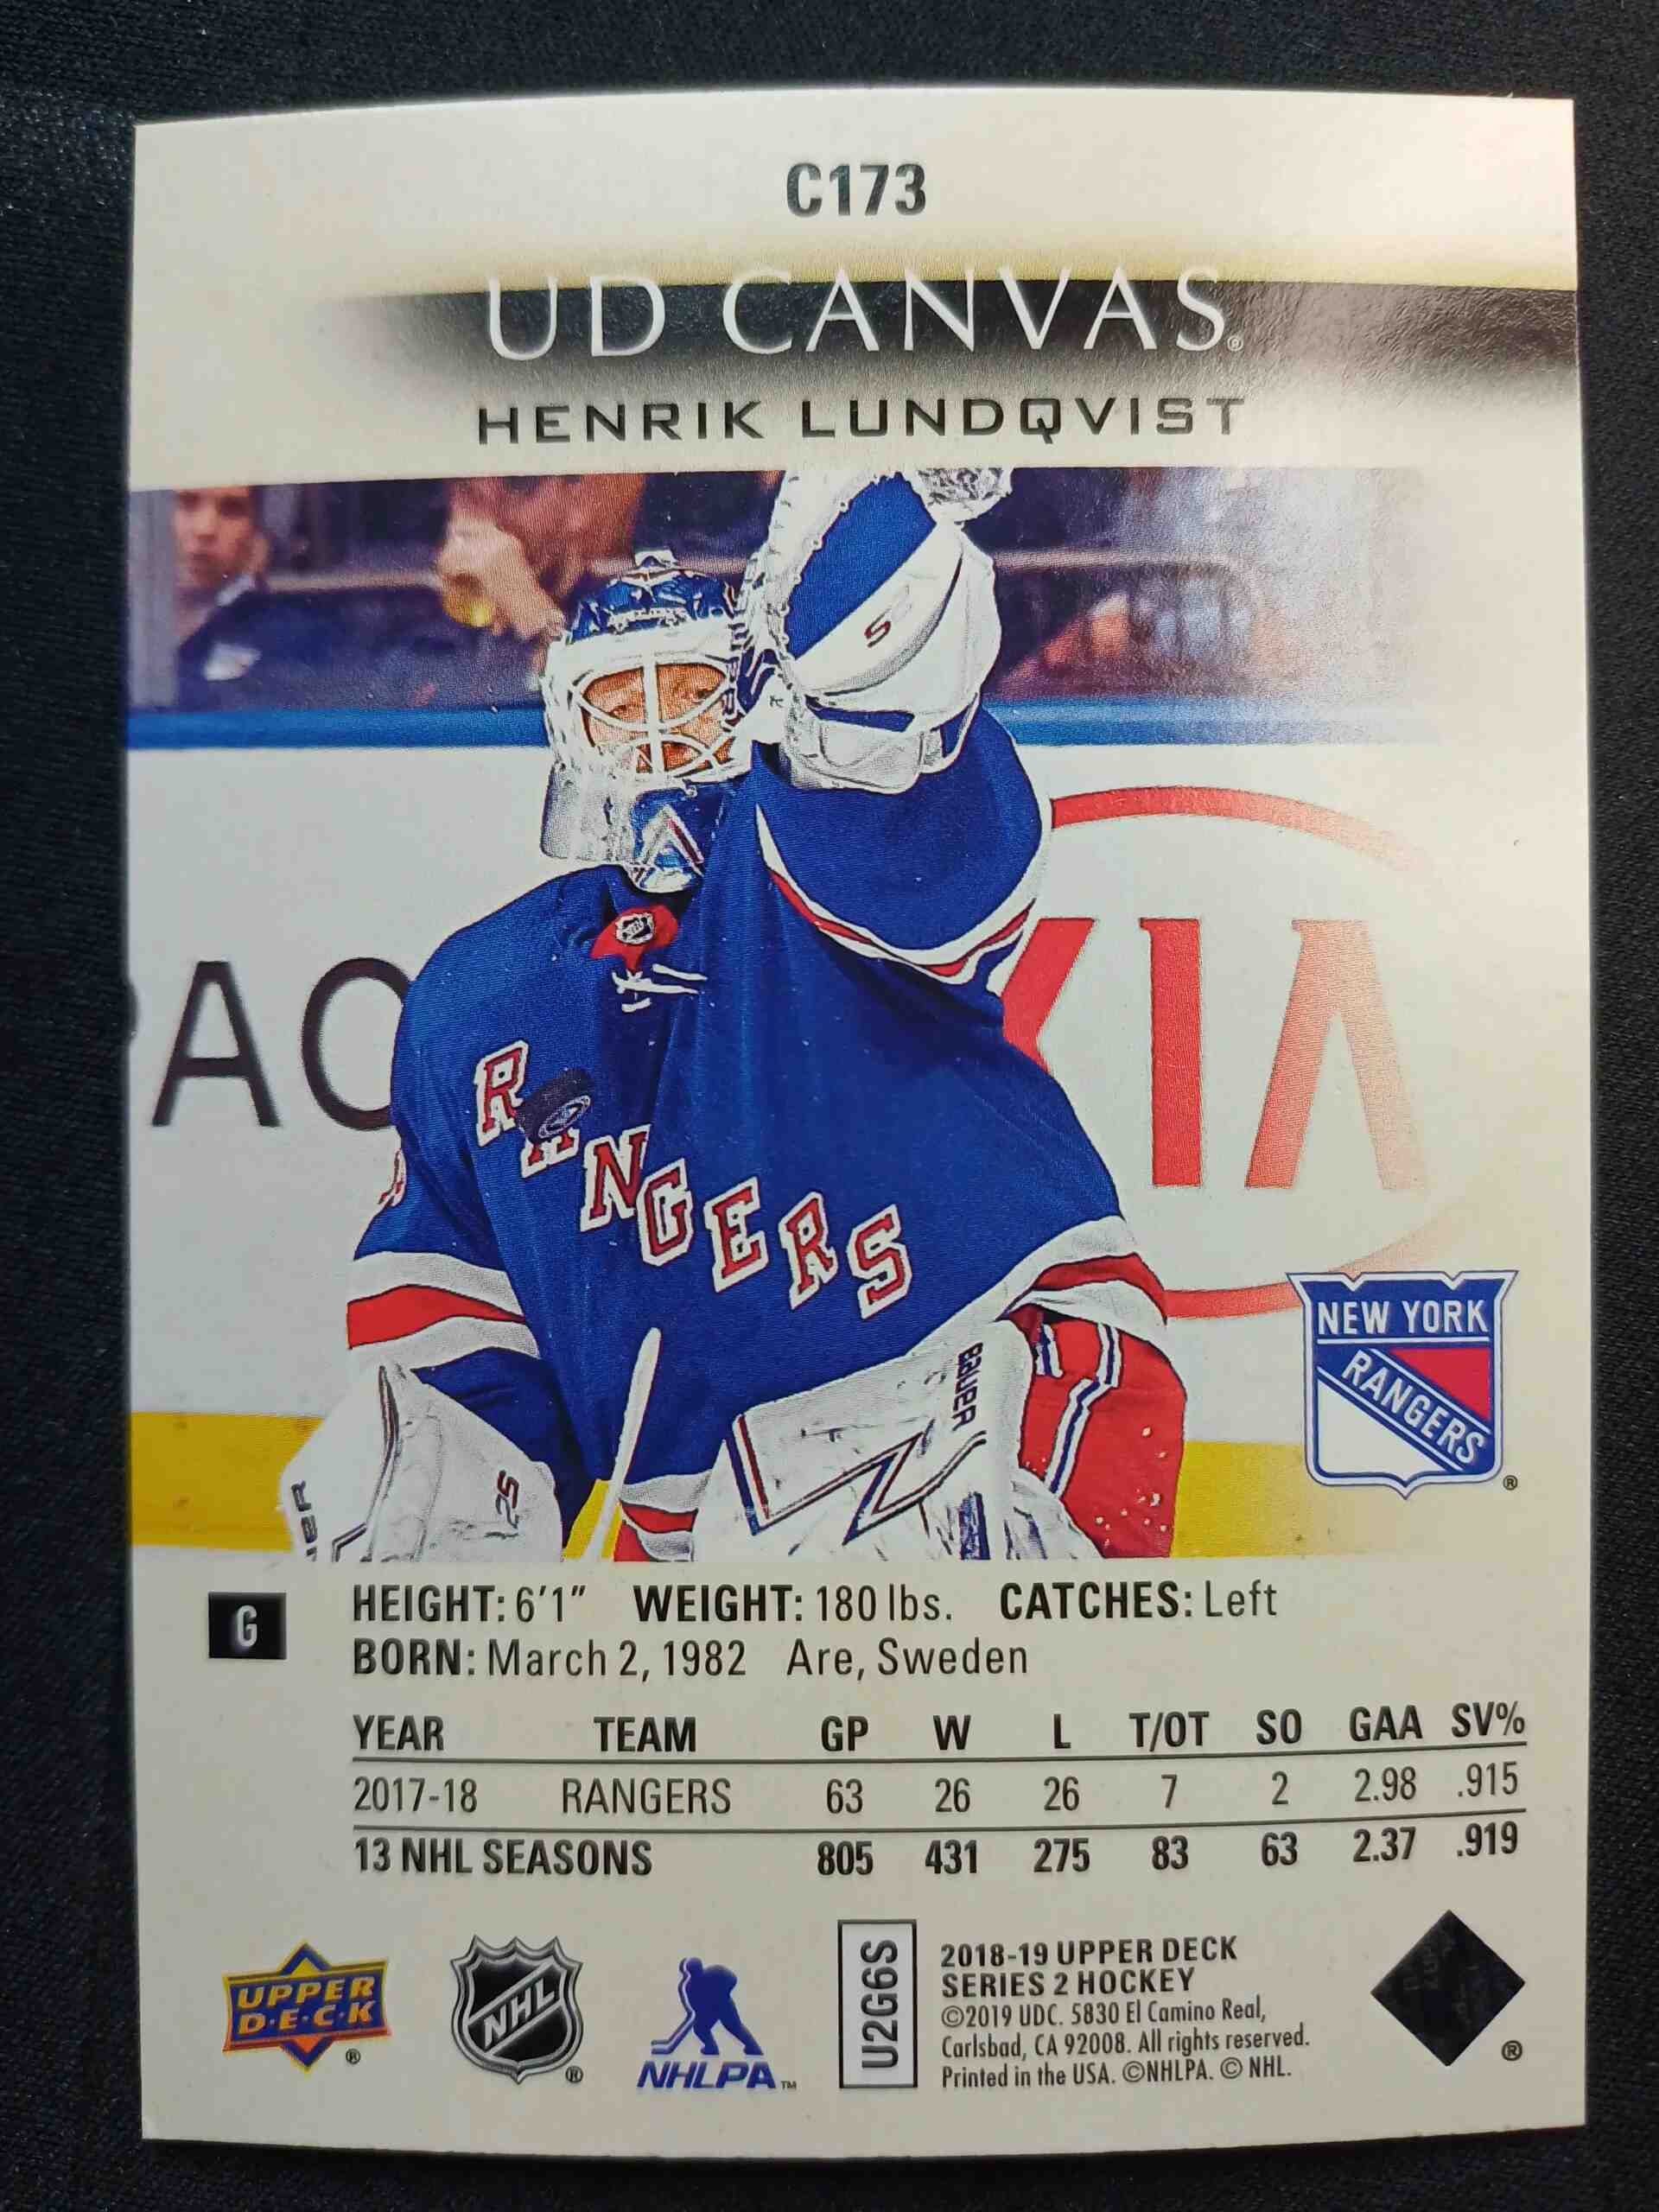 C173
UD CANVAS®
HENRIK LUNDQVIST
AC
KIA
RANGERS
BAUER
NEW YORK
RANGERS
®
G
HEIGHT: 6'1" WEIGHT: 180 lbs. CATCHES: Left
BORN: March 2, 1982 Are, Sweden
YEAR TEAM GP W L T/OT SO GAA SV%
2017-18 RANGERS 63 26 26 7 2 2.98 .915
13 NHL SEASONS 805 431 275 83 63 2.37 .919
UPPER
D·E·C·K
®
NHL
®
NHLPA™
U2G6S
2018-19 UPPER DECK
SERIES 2 HOCKEY
©2019 UDC. 5830 El Camino Real,
Carlsbad, CA 92008. All rights reserved.
Printed in the USA. ©NHLPA. © NHL.
®